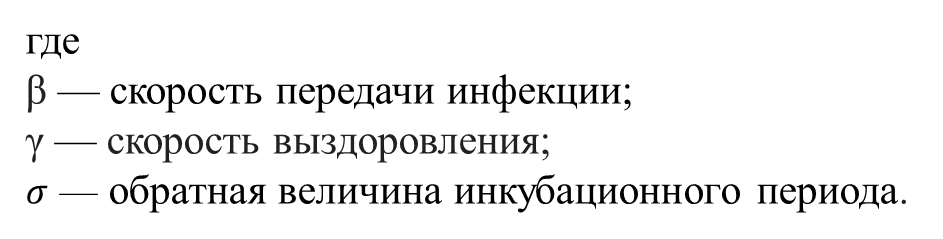 где
β — скорость передачи инфекции;
γ — скорость выздоровления;
σ — обратная величина инкубационного периода.